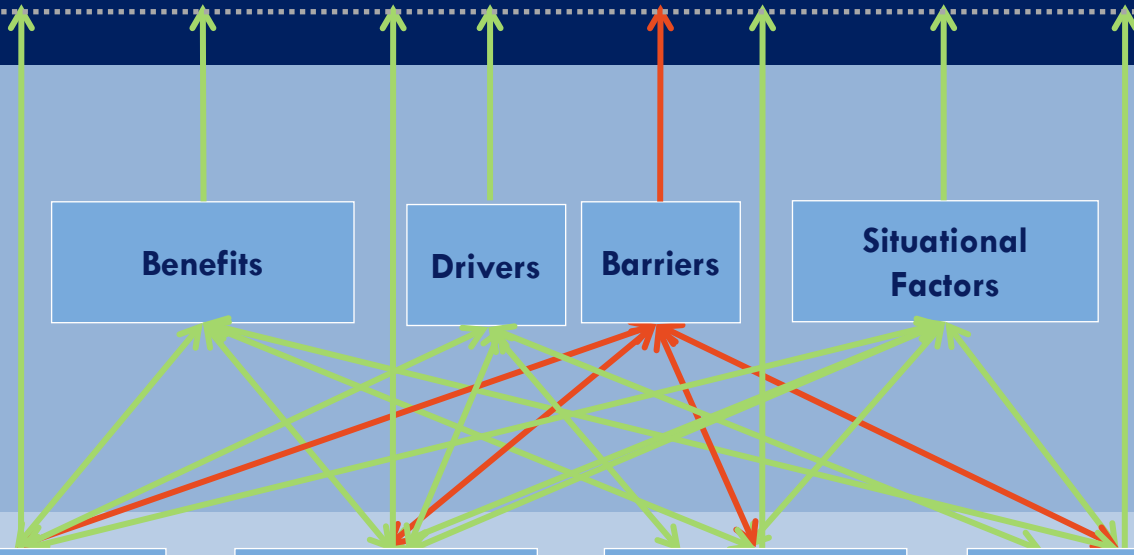 Benefits
Drivers
Barriers
Situational
Factors